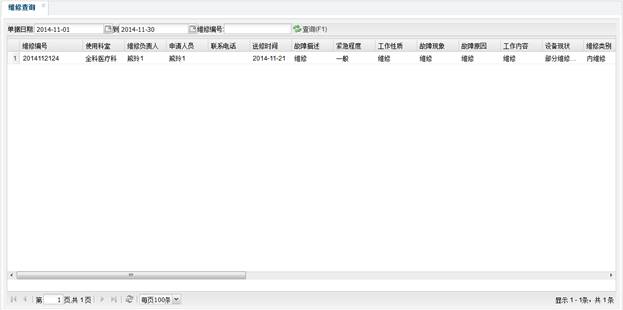 维修查询
单据日期: 2014-11-01 到 2014-11-30 维修编号: 查询(F1)
维修编号 使用科室 维修负责人 申请人员 联系电话 送修时间 故障描述 紧急程度 工作性质 故障现象 故障原因 工作内容 设备现状 维修类别
1 2014112124 全科医疗科 戚玲1 戚玲1 2014-11-21 维修 一般 维修 维修 维修 维修 部分维修... 内维修
第 1 页,共 1 页 每页100条 显示 1 - 1条，共 1 条